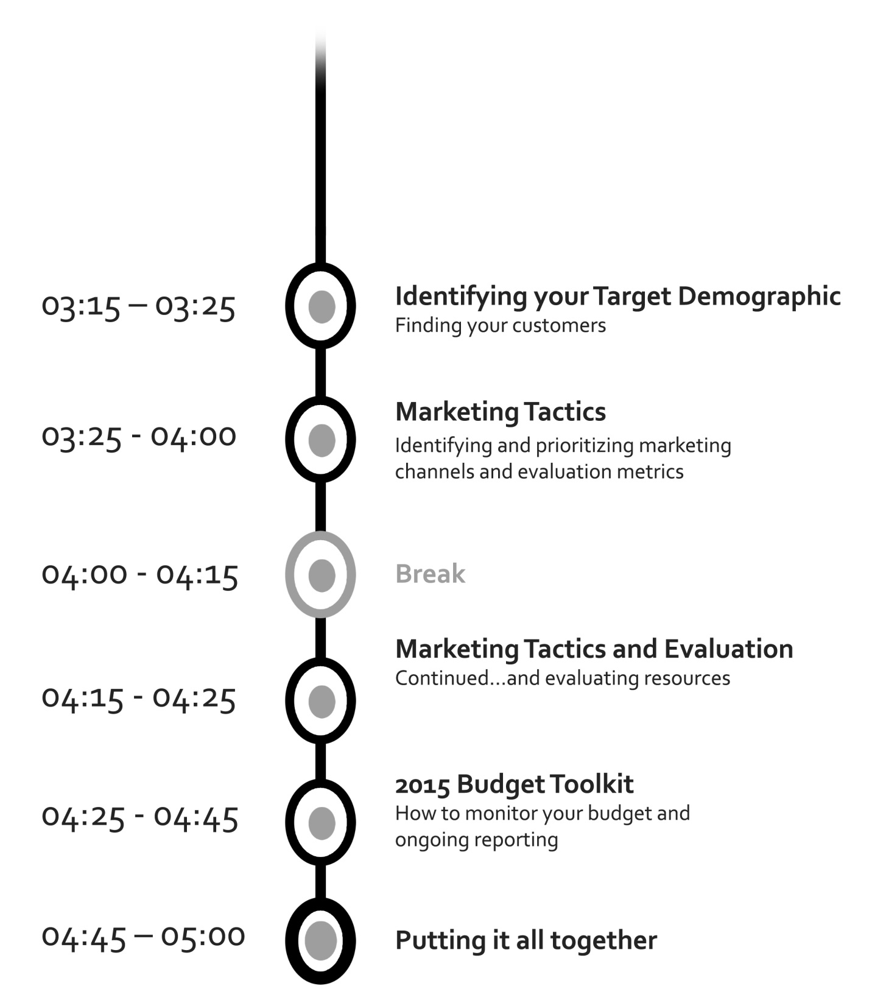 03:15 – 03:25
Identifying your Target Demographic
Finding your customers
03:25 - 04:00
Marketing Tactics
Identifying and prioritizing marketing
channels and evaluation metrics
04:00 - 04:15
Break
04:15 - 04:25
Marketing Tactics and Evaluation
Continued...and evaluating resources
04:25 - 04:45
2015 Budget Toolkit
How to monitor your budget and
ongoing reporting
04:45 – 05:00
Putting it all together